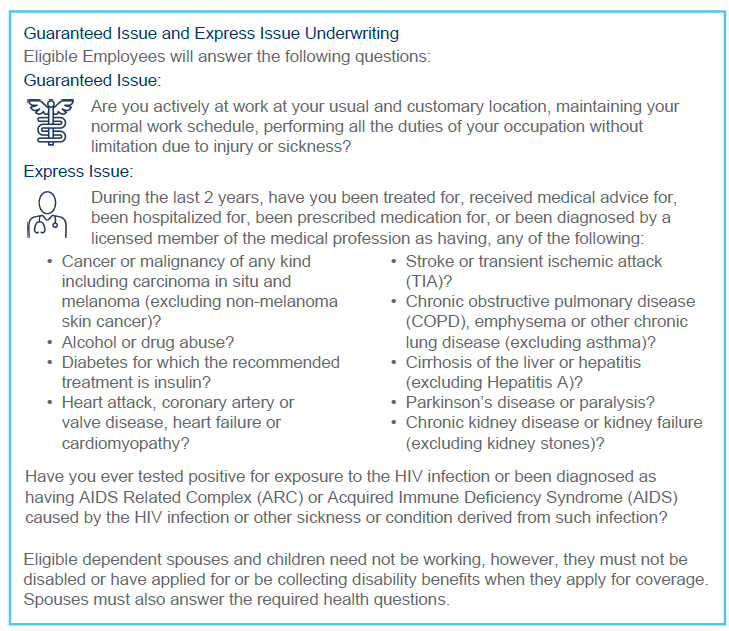 Guaranteed Issue and Express Issue Underwriting
Eligible Employees will answer the following questions:
Guaranteed Issue:
Are you actively at work at your usual and customary location, maintaining your
normal work schedule, performing all the duties of your occupation without
limitation due to injury or sickness?
Express Issue:
During the last 2 years, have you been treated for, received medical advice for,
been hospitalized for, been prescribed medication for, or been diagnosed by a
licensed member of the medical profession as having, any of the following:
• Cancer or malignancy of any kind
including carcinoma in situ and
melanoma (excluding non-melanoma
skin cancer)?
• Alcohol or drug abuse?
• Diabetes for which the recommended
treatment is insulin?
• Heart attack, coronary artery or
valve disease, heart failure or
cardiomyopathy?
• Stroke or transient ischemic attack
(TIA)?
• Chronic obstructive pulmonary disease
(COPD), emphysema or other chronic
lung disease (excluding asthma)?
• Cirrhosis of the liver or hepatitis
(excluding Hepatitis A)?
• Parkinson's disease or paralysis?
• Chronic kidney disease or kidney failure
(excluding kidney stones)?
Have you ever tested positive for exposure to the HIV infection or been diagnosed as
having AIDS Related Complex (ARC) or Acquired Immune Deficiency Syndrome (AIDS)
caused by the HIV infection or other sickness or condition derived from such infection?
Eligible dependent spouses and children need not be working, however, they must not be
disabled or have applied for or be collecting disability benefits when they apply for coverage.
Spouses must also answer the required health questions.